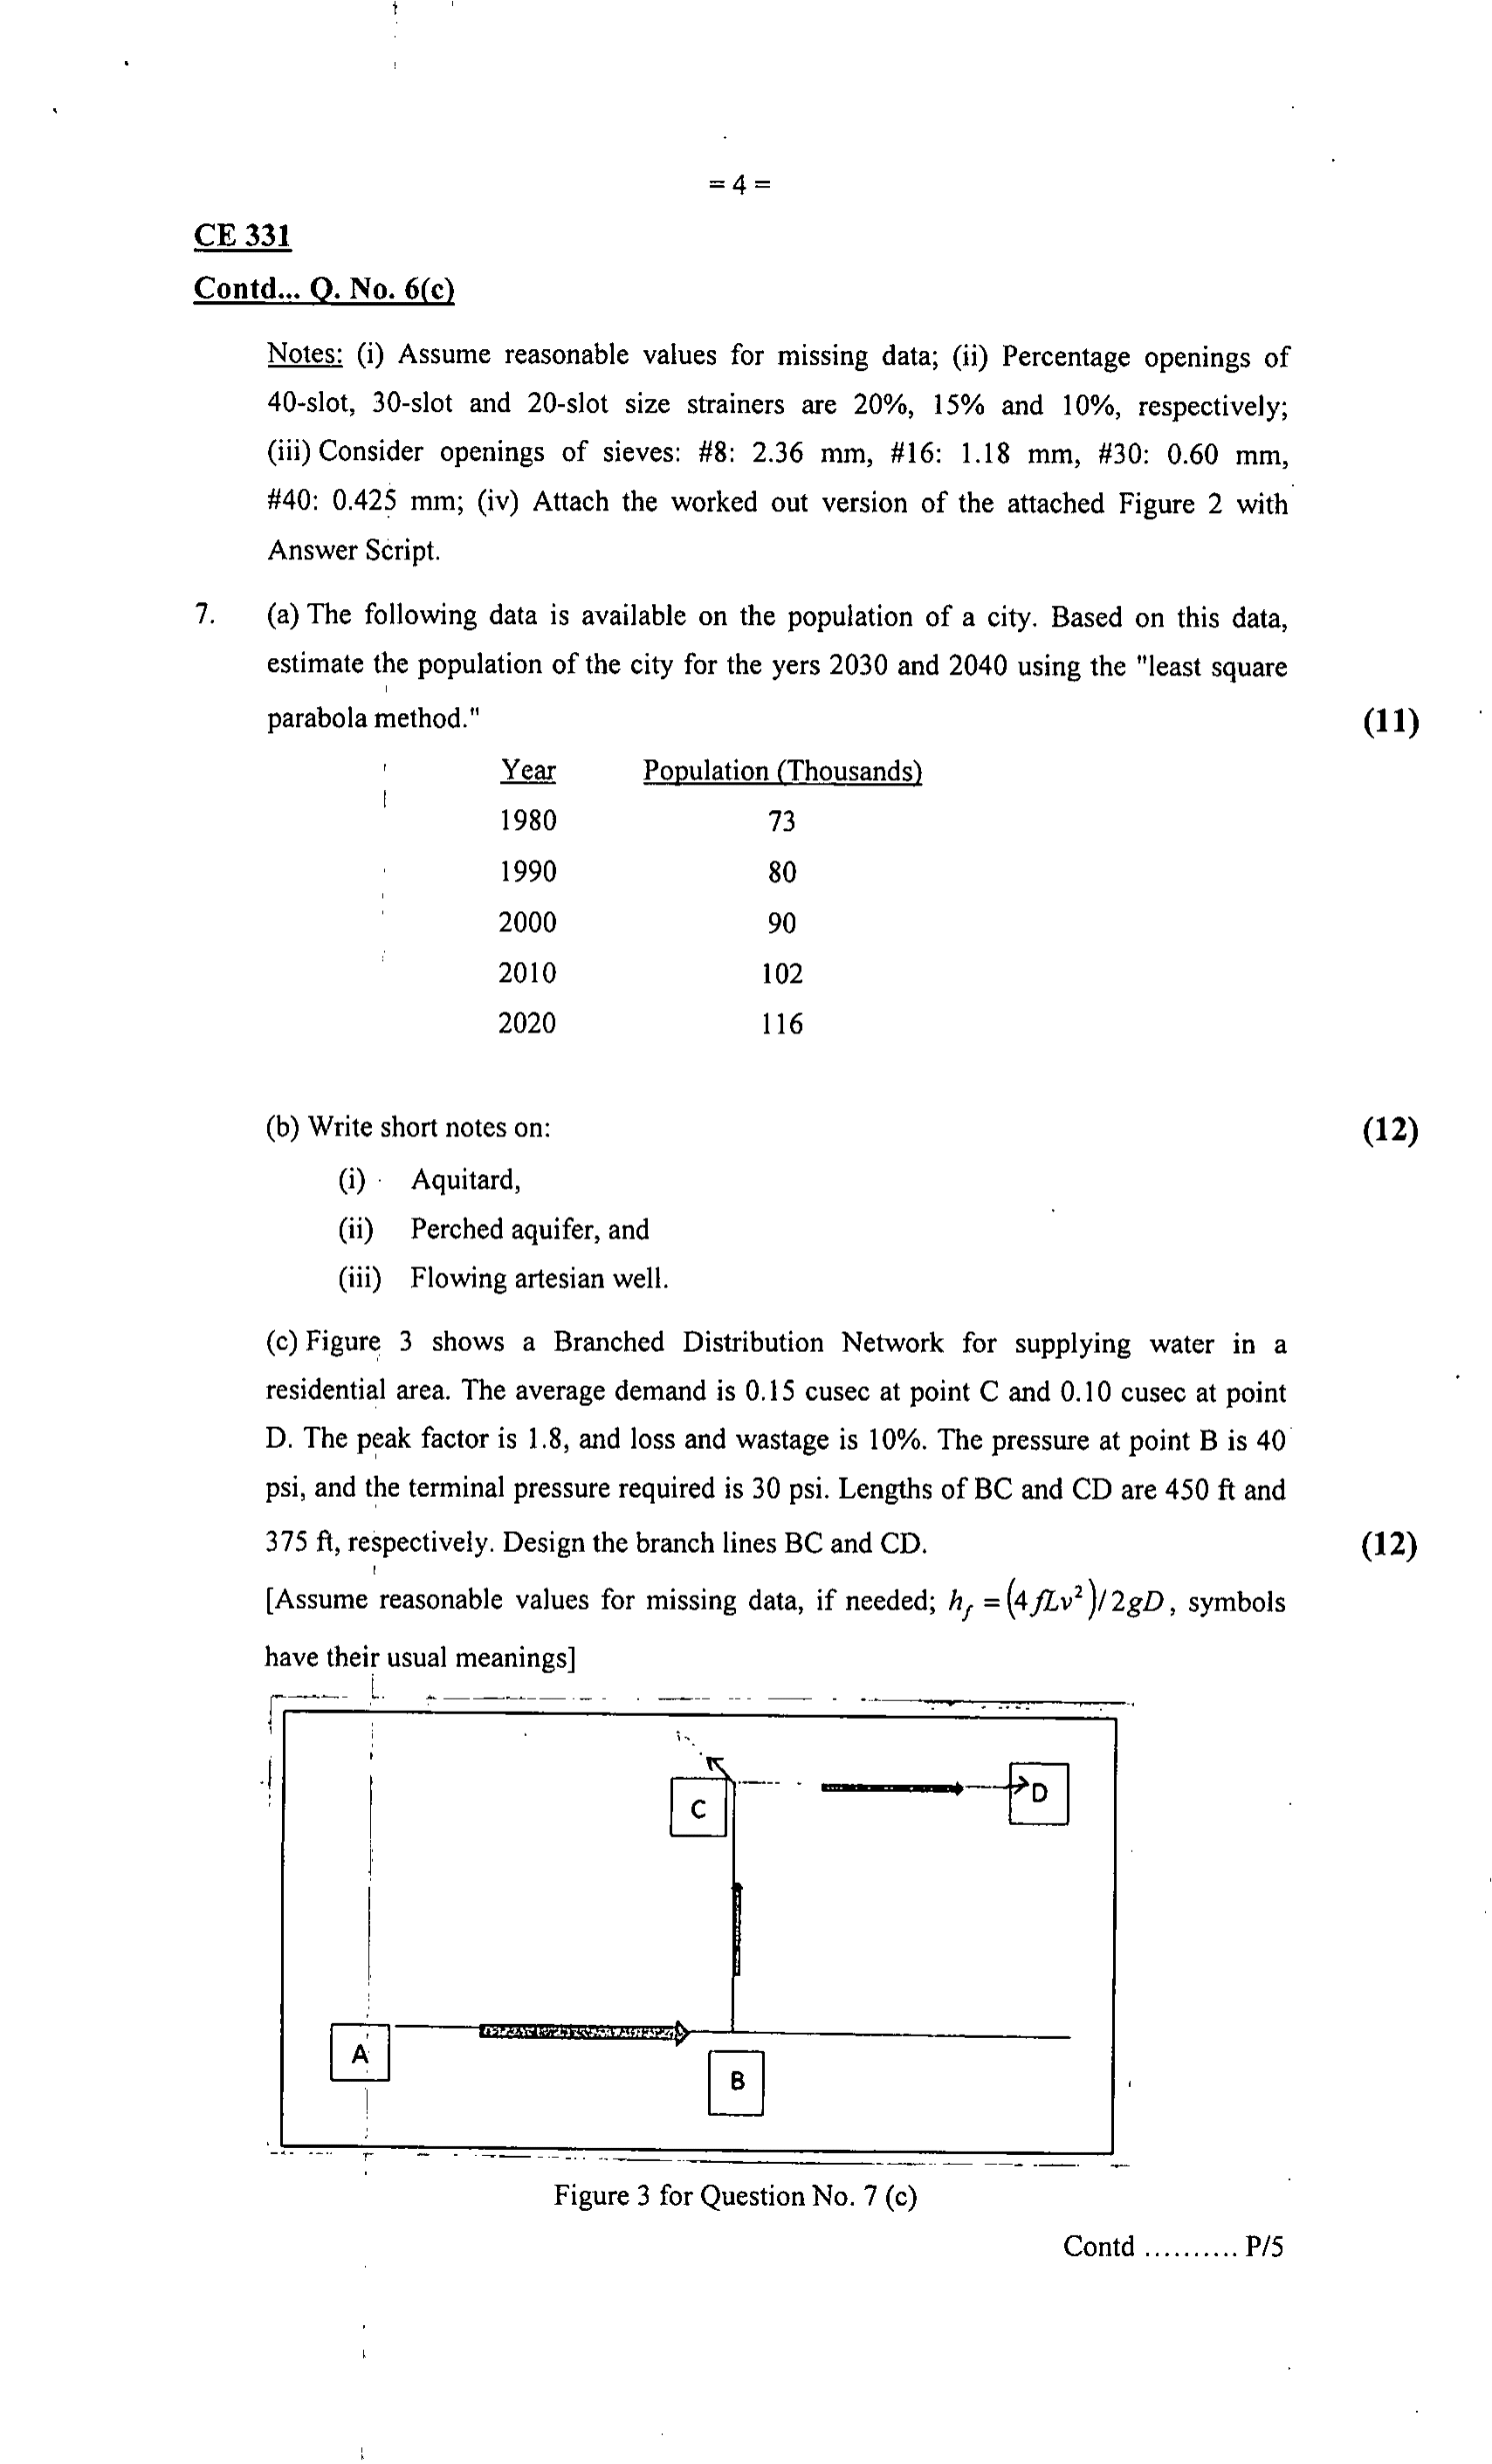 = 4 =
CE 331
Contd... Q. No. 6(c)
Notes: (i) Assume reasonable values for missing data; (ii) Percentage openings of
40-slot, 30-slot and 20-slot size strainers are 20%, 15% and 10%, respectively;
(iii) Consider openings of sieves: #8: 2.36 mm, #16: 1.18 mm, #30: 0.60 mm,
#40: 0.425 mm; (iv) Attach the worked out version of the attached Figure 2 with
Answer Script.
7. (a) The following data is available on the population of a city. Based on this data,
estimate the population of the city for the yers 2030 and 2040 using the "least square
parabola method." (11)
Year Population (Thousands)
1980 73
1990 80
2000 90
2010 102
2020 116
(b) Write short notes on: (12)
(i) Aquitard,
(ii) Perched aquifer, and
(iii) Flowing artesian well.
(c) Figure 3 shows a Branched Distribution Network for supplying water in a
residential area. The average demand is 0.15 cusec at point C and 0.10 cusec at point
D. The peak factor is 1.8, and loss and wastage is 10%. The pressure at point B is 40
psi, and the terminal pressure required is 30 psi. Lengths of BC and CD are 450 ft and
375 ft, respectively. Design the branch lines BC and CD. (12)
[Assume reasonable values for missing data, if needed; h_f = (4fLv²)/2gD, symbols
have their usual meanings]
C
D
A
B
Figure 3 for Question No. 7 (c)
Contd .......... P/5